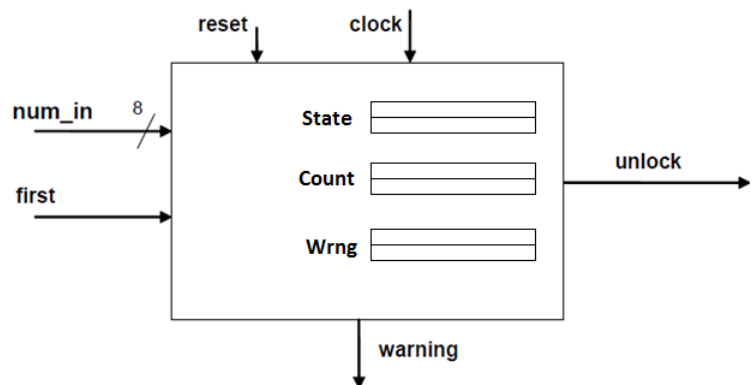 reset
clock
num_in
8
State
Count
unlock
first
Wrng
warning